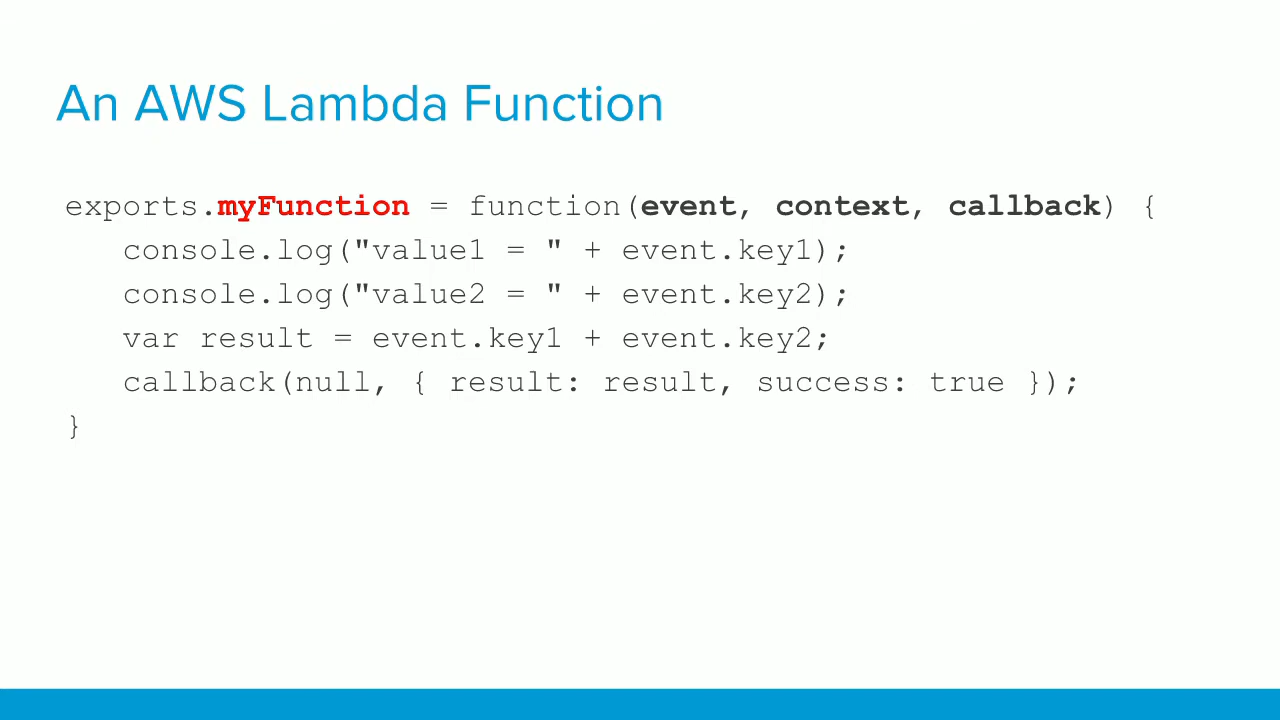 An AWS Lambda Function
exports.myFunction = function(event, context, callback) {
   console.log("value1 = " + event.key1);
   console.log("value2 = " + event.key2);
   var result = event.key1 + event.key2;
   callback(null, { result: result, success: true });
}